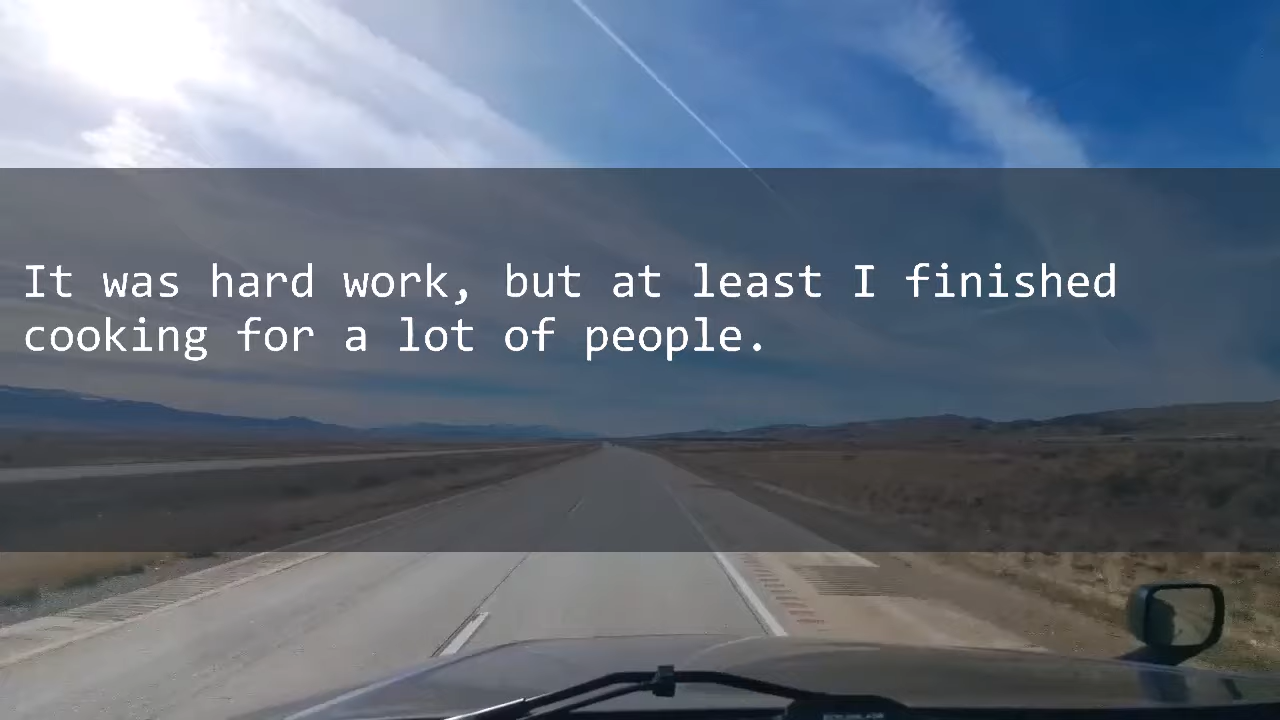 It was hard work, but at least I finished
cooking for a lot of people.